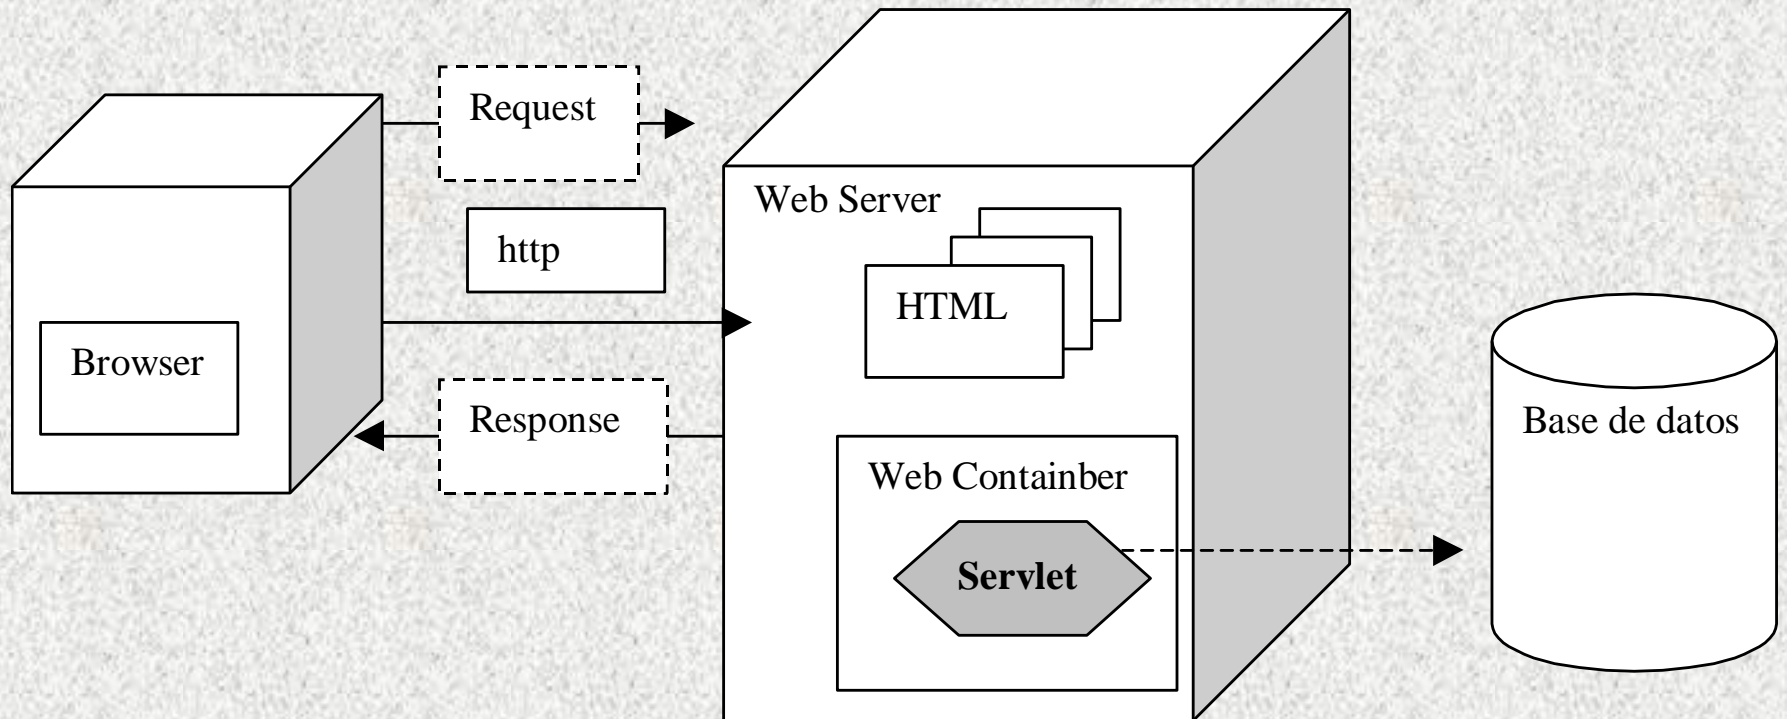 Request
http
Browser
Response
Web Server
HTML
Web Containber
Servlet
Base de datos